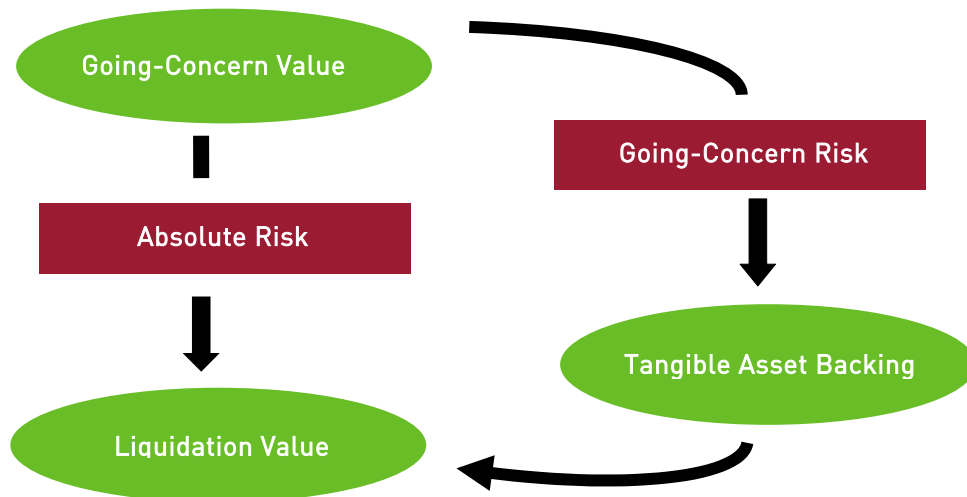 Going-Concern Value
Going-Concern Risk
Absolute Risk
Tangible Asset Backing
Liquidation Value